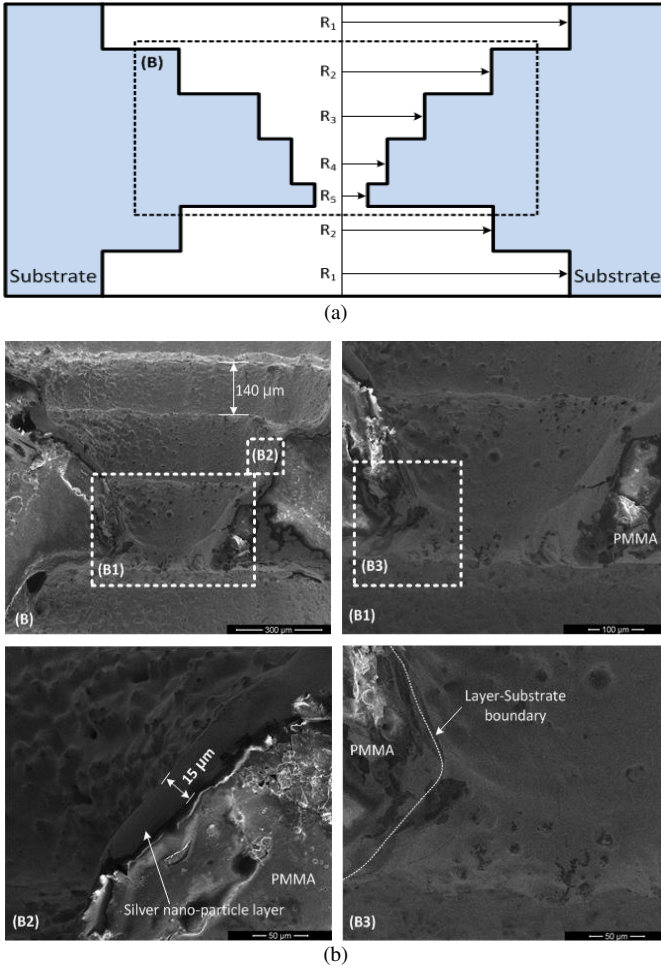 R1
(B)
R2
R3
R4
R5
R2
Substrate
Substrate
R1
(a)
140 µm
(B2)
(B1)
(B)
300 µm
(B3)
PMMA
(B1)
100 µm
15 µm
PMMA
Silver nano-particle layer
(B2)
50 µm
Layer-Substrate
boundary
PMMA
(B3)
50 µm
(b)